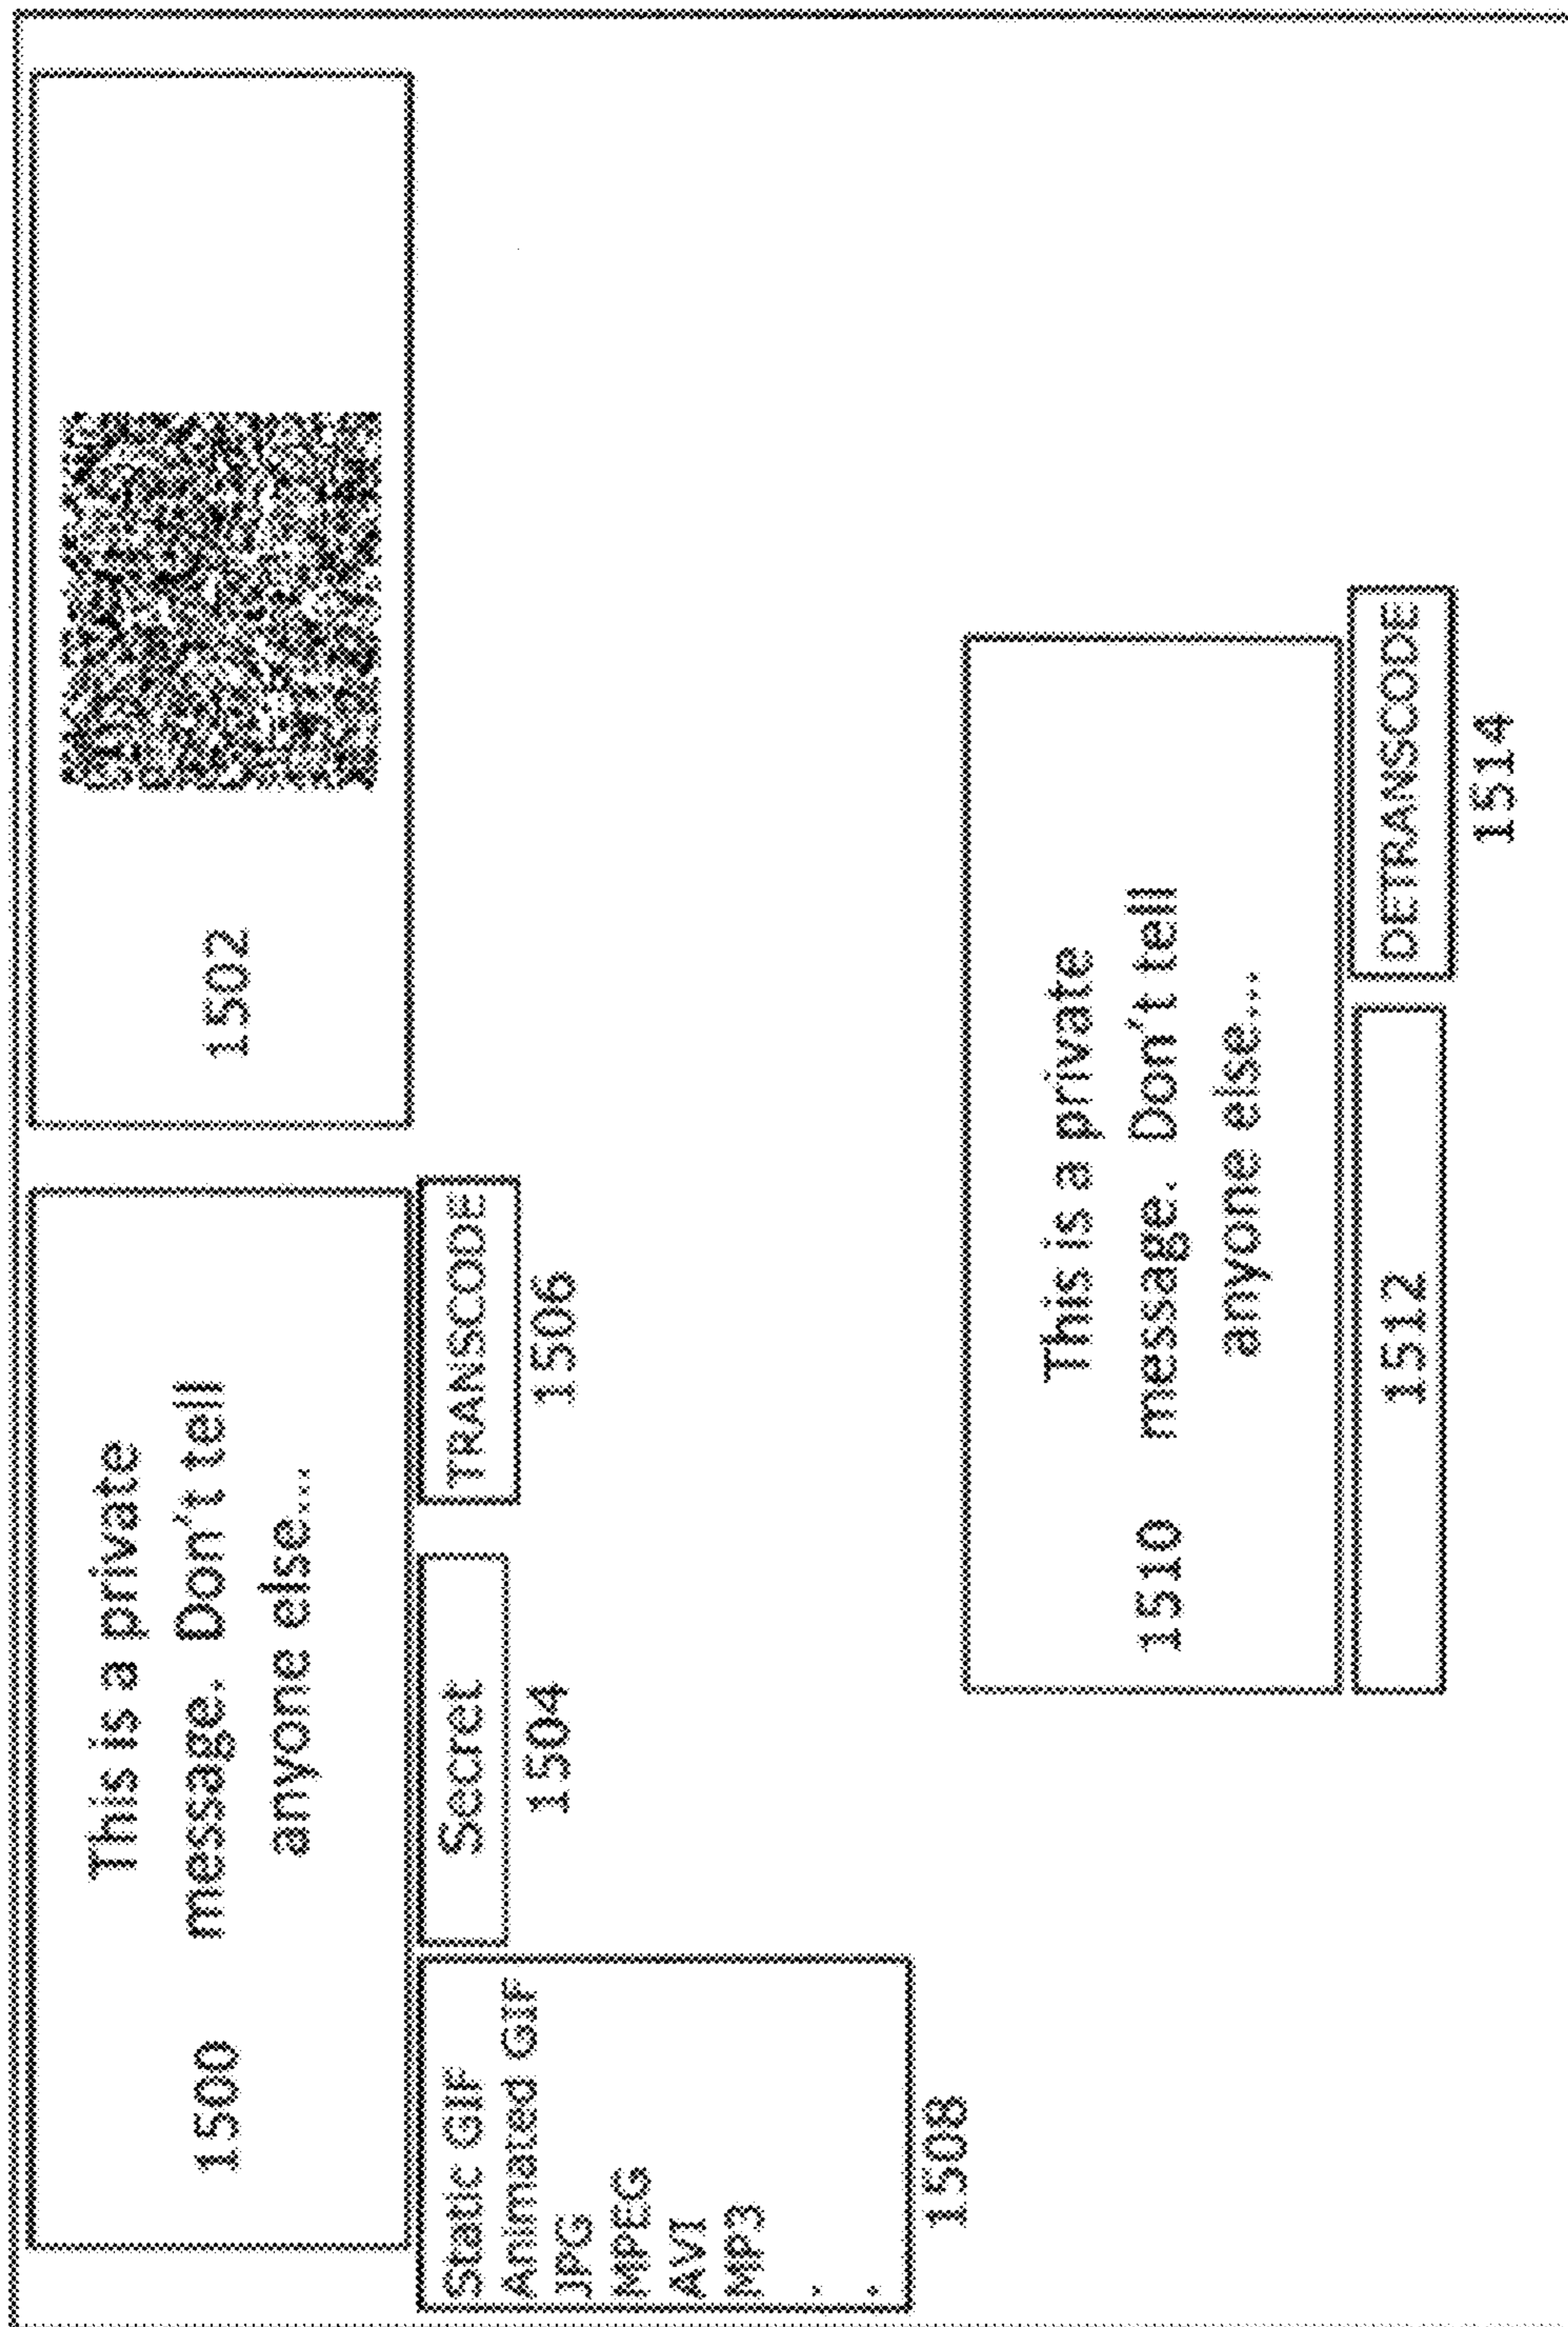 This is a private
1500 message. Don't tell
anyone else...
1502
Static GIF
Animated GIF
JPG
MPEG
AVI
MP3
.
.
1508
Secret
1504
TRANSCODE
1506
This is a private
1510 message. Don't tell
anyone else...
1512
DETRANSCODE
1514